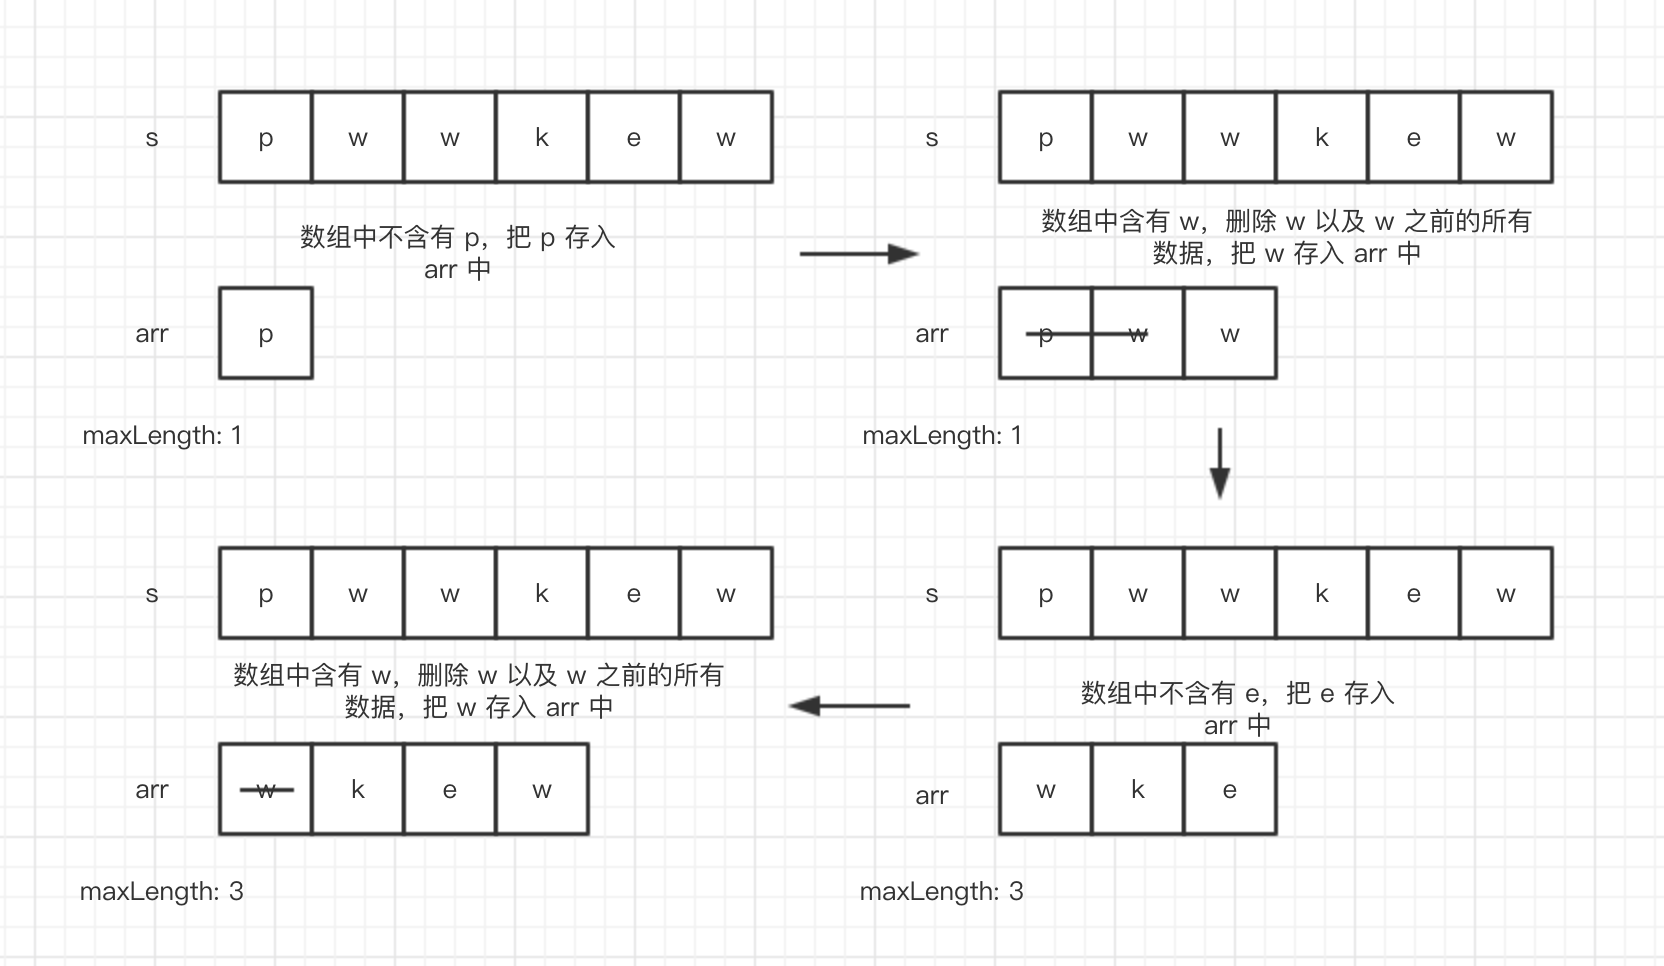 s p w w k e w
数组中不含有 p，把 p 存入
arr 中
arr p
maxLength: 1
s p w w k e w
数组中含有 w，删除 w 以及 w 之前的所有
数据，把 w 存入 arr 中
arr p w w
maxLength: 1
s p w w k e w
数组中不含有 e，把 e 存入
arr 中
arr w k e
maxLength: 3
s p w w k e w
数组中含有 w，删除 w 以及 w 之前的所有
数据，把 w 存入 arr 中
arr w k e w
maxLength: 3